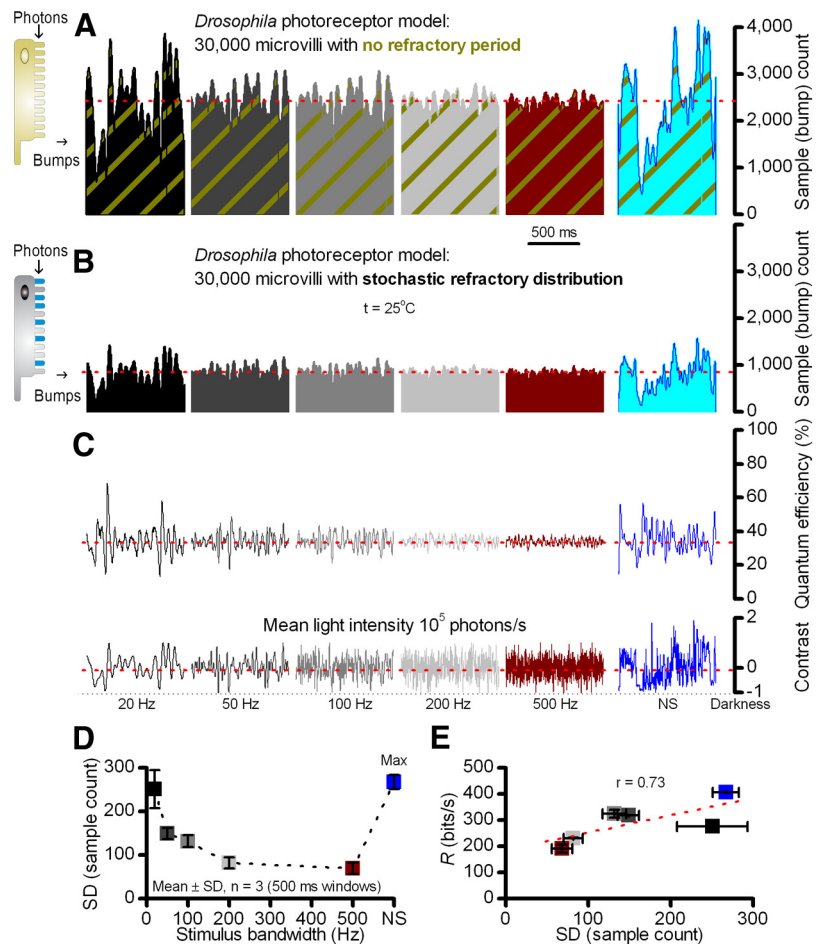 Photons
A
Drosophila photoreceptor model:
30,000 microvilli with no refractory period
Bumps
4,000
3,000
2,000
1,000
0
Sample (bump) count
500 ms
Photons
B
Drosophila photoreceptor model:
30,000 microvilli with stochastic refractory distribution
t = 25°C
Bumps
3,000
2,000
1,000
0
Sample (bump) count
C
100
80
60
40
20
0
Quantum efficiency (%)
Mean light intensity 10^5 photons/s
2
0
-1
Contrast
20 Hz 50 Hz 100 Hz 200 Hz 500 Hz NS Darkness
D
SD (sample count)
300
200
100
0
Max
Mean ± SD, n = 3 (500 ms windows)
0 100 200 300 400 500 NS
Stimulus bandwidth (Hz)
E
R (bits/s)
500
400
300
200
100
0
r = 0.73
0 100 200 300
SD (sample count)